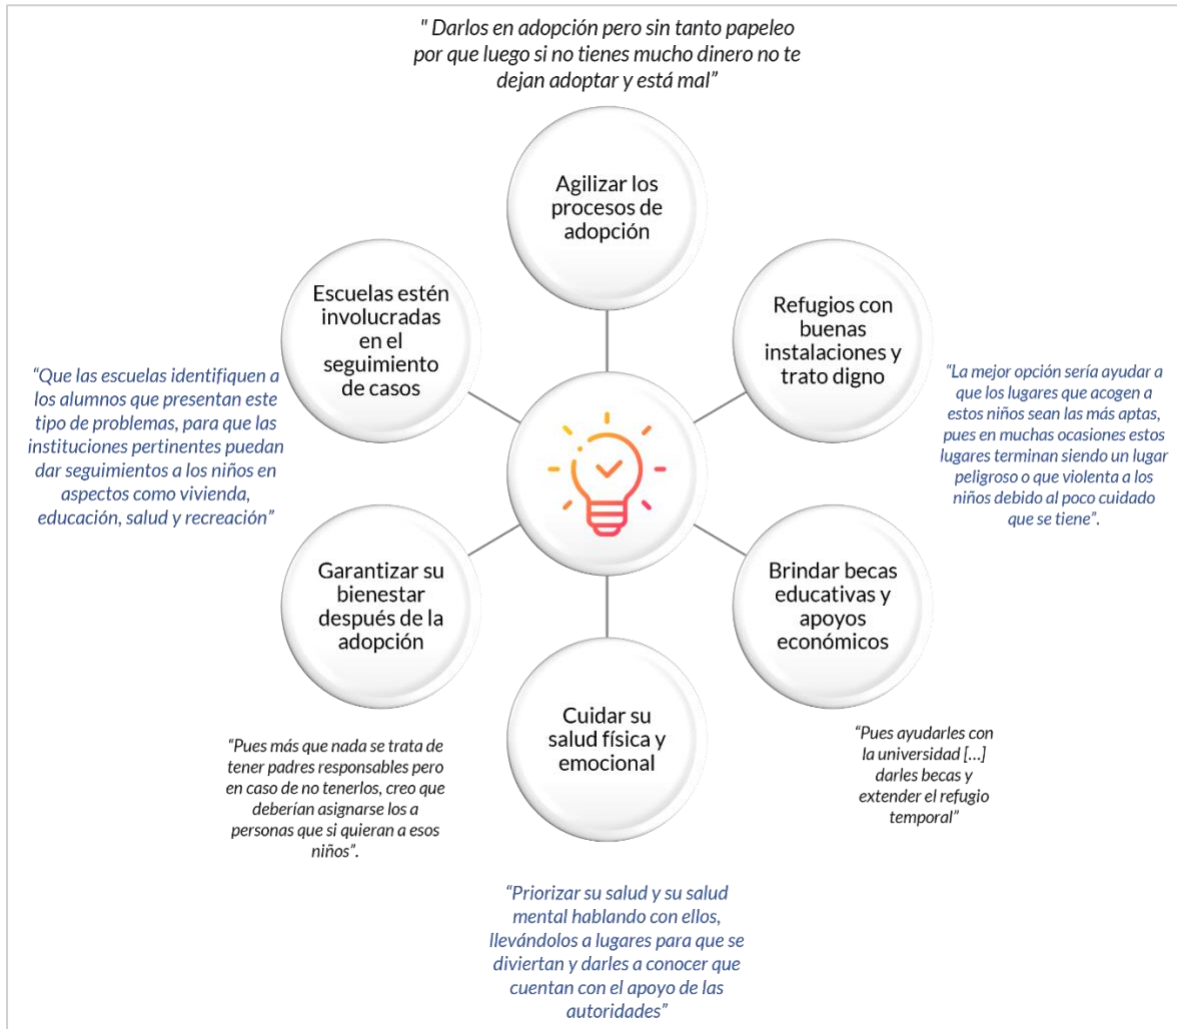 " Darlos en adopción pero sin tanto papeleo
por que luego si no tienes mucho dinero no te
dejan adoptar y está mal”
Agilizar los
procesos de
adopción
Escuelas estén
involucradas
en el
seguimiento
de casos
Refugios con
buenas
instalaciones y
trato digno
“Que las escuelas identifiquen a
los alumnos que presentan este
tipo de problemas, para que las
instituciones pertinentes puedan
dar seguimientos a los niños en
aspectos como vivienda,
educación, salud y recreación”
“La mejor opción sería ayudar a
que los lugares que acogen a
estos niños sean las más aptas,
pues en muchas ocasiones estos
lugares terminan siendo un lugar
peligroso o que violenta a los
niños debido al poco cuidado
que se tiene”.
Garantizar su
bienestar
después de la
adopción
Brindar becas
educativas y
apoyos
económicos
Cuidar su
salud física y
emocional
“Pues más que nada se trata de
tener padres responsables pero
en caso de no tenerlos, creo que
deberían asignarse los a
personas que si quieran a esos
niños”.
“Pues ayudarles con
la universidad [...]
darles becas y
extender el refugio
temporal”
“Priorizar su salud y su salud
mental hablando con ellos,
llevándolos a lugares para que se
diviertan y darles a conocer que
cuentan con el apoyo de las
autoridades”